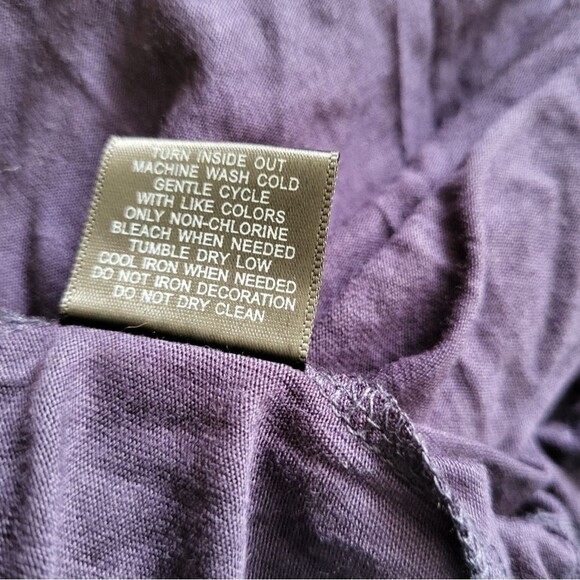 TURN INSIDE OUT
MACHINE WASH COLD
GENTLE CYCLE
WITH LIKE COLORS
ONLY NON-CHLORINE
BLEACH WHEN NEEDED
TUMBLE DRY LOW
COOL IRON WHEN NEEDED
DO NOT IRON DECORATION
DO NOT DRY CLEAN